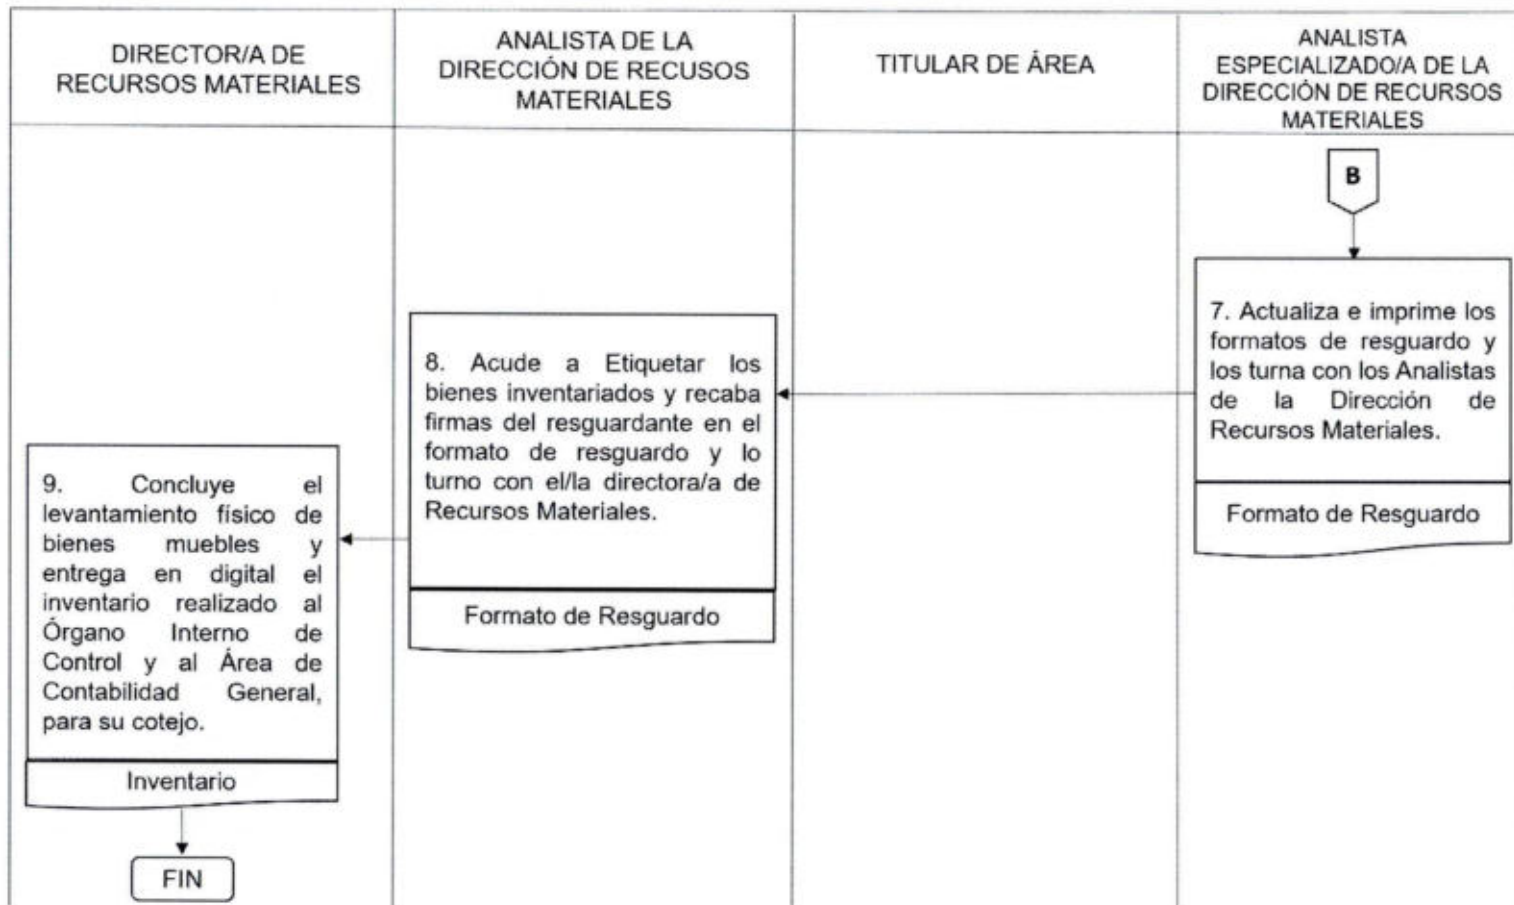 DIRECTOR/A DE
RECURSOS MATERIALES
ANALISTA DE LA
DIRECCIÓN DE RECUSOS
MATERIALES
TITULAR DE ÁREA
ANALISTA
ESPECIALIZADO/A DE LA
DIRECCIÓN DE RECURSOS
MATERIALES
B
7. Actualiza e imprime los
formatos de resguardo y
los turna con los Analistas
de la Dirección de
Recursos Materiales.
Formato de Resguardo
8. Acude a Etiquetar los
bienes inventariados y recaba
firmas del resguardante en el
formato de resguardo y lo
turno con el/la directora/a de
Recursos Materiales.
Formato de Resguardo
9. Concluye el
levantamiento físico de
bienes muebles y
entrega en digital el
inventario realizado al
Órgano Interno de
Control y al Área de
Contabilidad General,
para su cotejo.
Inventario
FIN